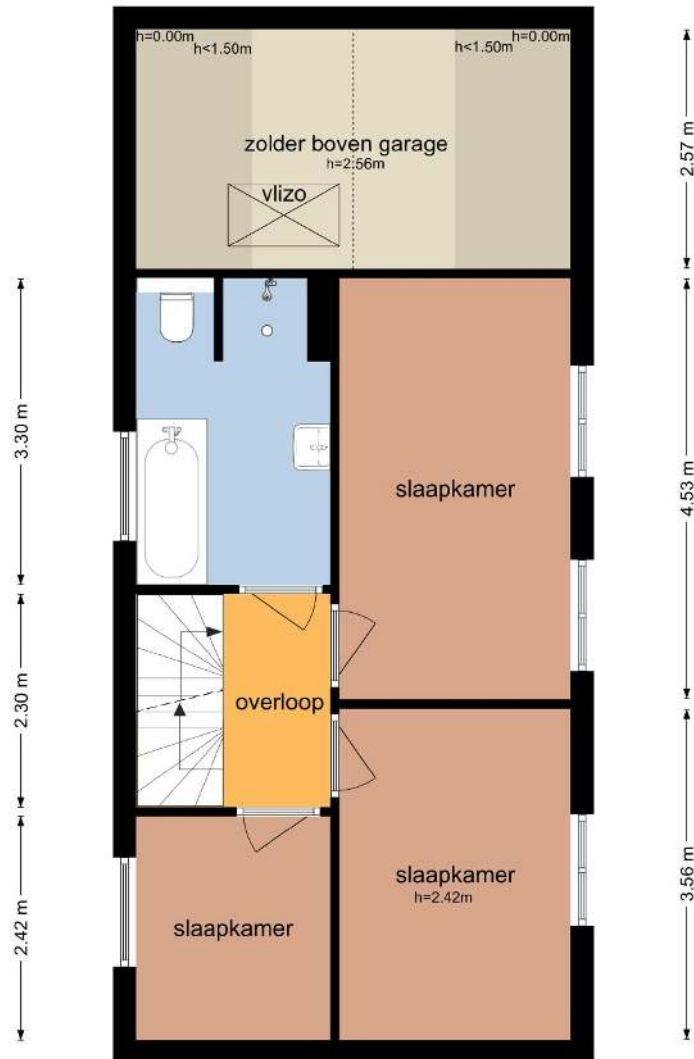 h=0.00m
h<1.50m
h=0.00m
h<1.50m
zolder boven garage
h=2.56m
vlizo
2.57 m
3.30 m
slaapkamer
4.53 m
2.30 m
overloop
slaapkamer
h=2.42m
3.56 m
2.42 m
slaapkamer